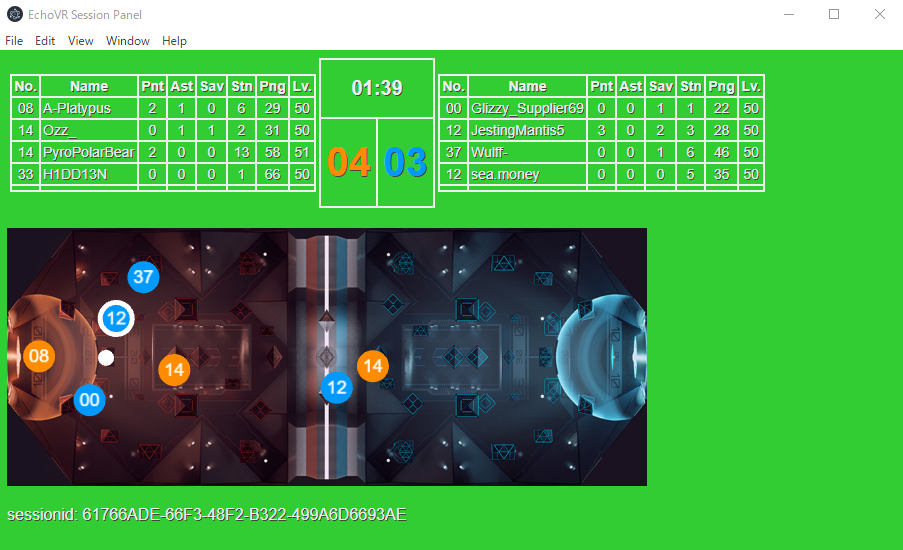 EchoVR Session Panel
File Edit View Window Help
No. Name Pnt Ast Sav Stn Png Lv.
08 A-Platypus 2 1 0 6 29 50
14 Ozz_ 0 1 1 2 31 50
14 PyroPolarBear 2 0 0 13 58 51
33 H1DD13N 0 0 0 1 66 50
01:39
04 03
No. Name Pnt Ast Sav Stn Png Lv.
00 Glizzy_Supplier69 0 0 1 1 22 50
12 JestingMantis5 3 0 2 3 28 50
37 Wulff- 0 0 1 6 46 50
12 sea.money 0 0 0 5 35 50
37
12
08
14
14
12
00
sessionid: 61766ADE-66F3-48F2-B322-499A6D6693AE